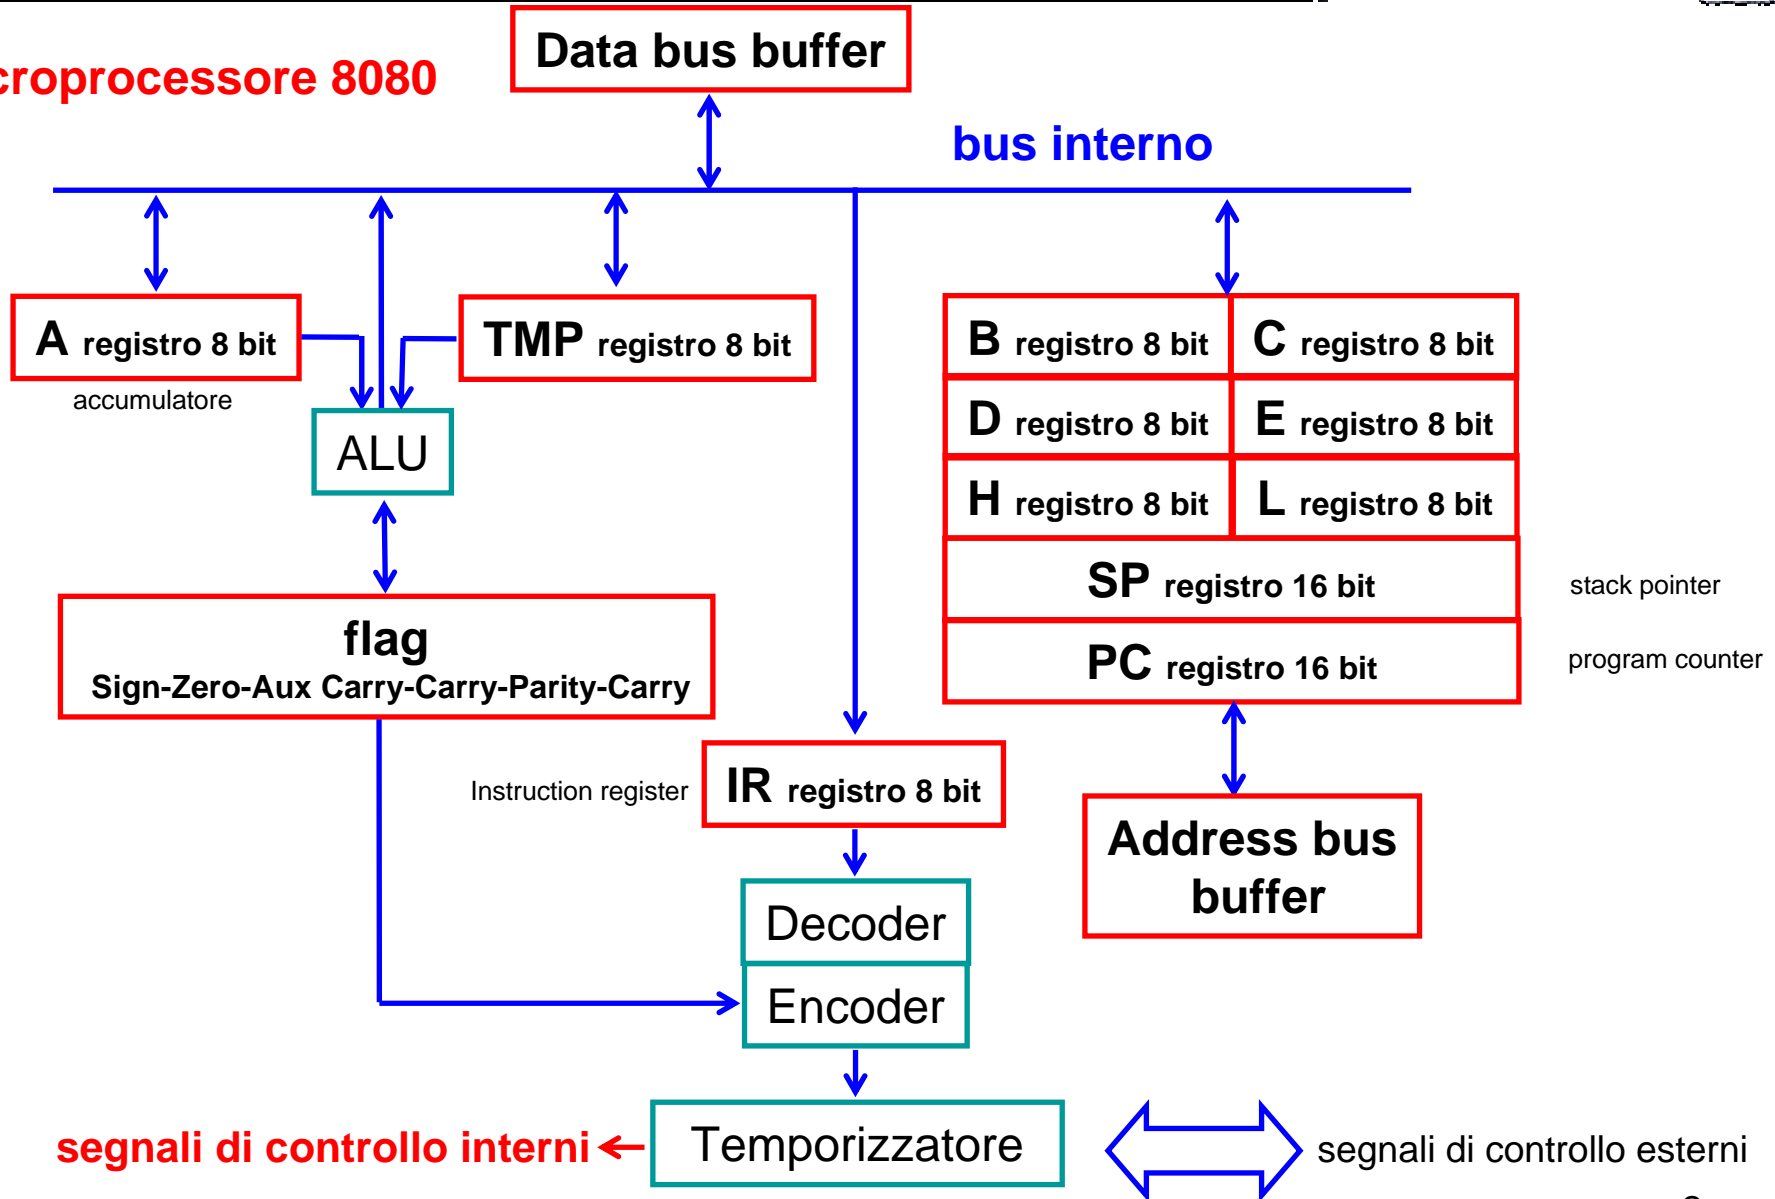 Data bus buffer
croprocessore 8080
bus interno
A registro 8 bit
TMP registro 8 bit
B registro 8 bit
C registro 8 bit
accumulatore
D registro 8 bit
E registro 8 bit
ALU
H registro 8 bit
L registro 8 bit
SP registro 16 bit
stack pointer
flag
Sign-Zero-Aux Carry-Carry-Parity-Carry
PC registro 16 bit
program counter
Instruction register
IR registro 8 bit
Address bus
buffer
Decoder
Encoder
segnali di controllo interni
Temporizzatore
segnali di controllo esterni